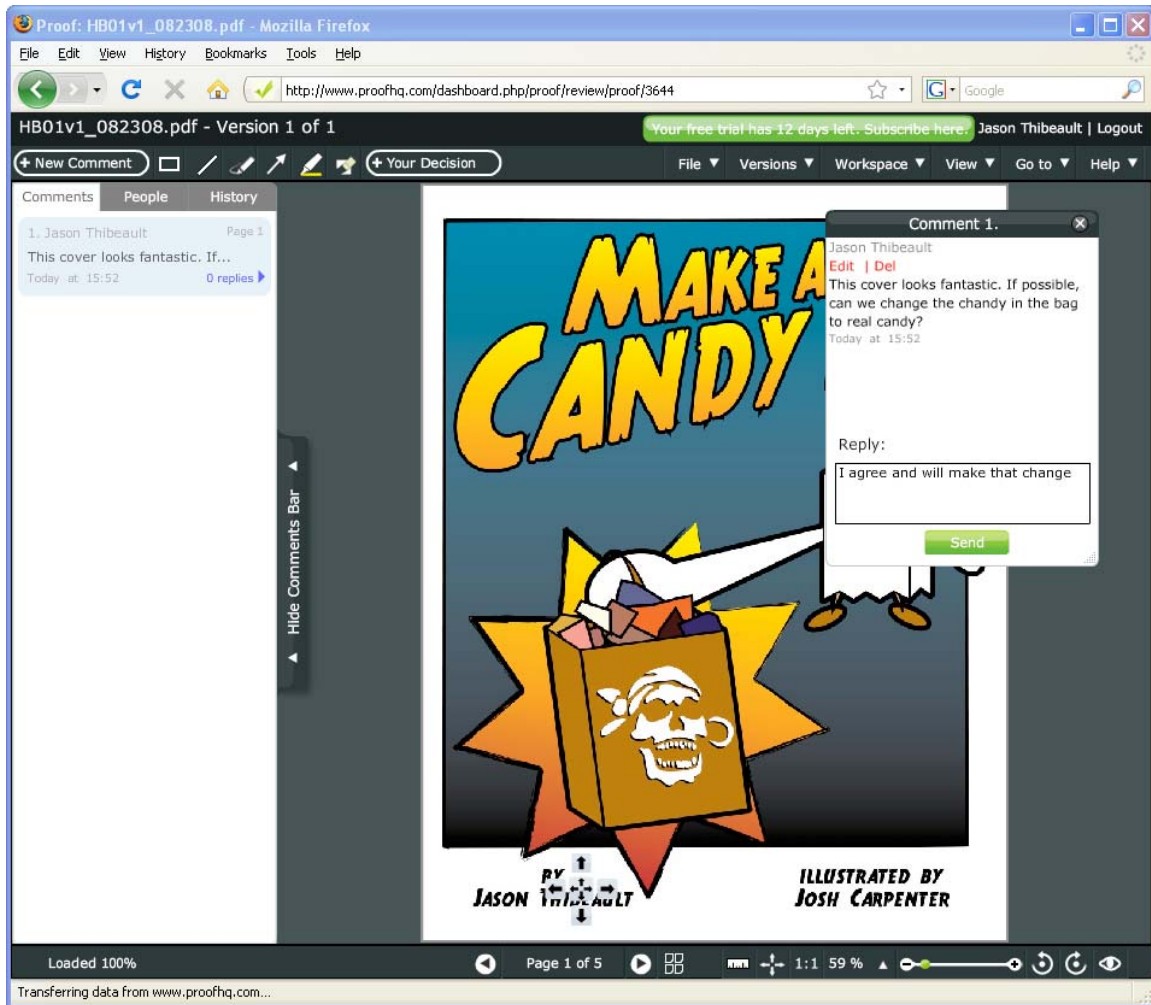 Proof: HB01v1_082308.pdf - Mozilla Firefox
File Edit View History Bookmarks Tools Help
http://www.proofhq.com/dashboard.php/proof/review/proof/3644
G Google
HB01v1_082308.pdf - Version 1 of 1
Your free trial has 12 days left. Subscribe here. Jason Thibeault | Logout
+ New Comment + Your Decision File Versions Workspace View Go to Help
Comments People History
1. Jason Thibeault Page 1
This cover looks fantastic. If...
Today at 15:52 0 replies
Hide Comments Bar
MAKE A
CANDY
Comment 1.
Jason Thibeault
Edit | Del
This cover looks fantastic. If possible,
can we change the chandy in the bag
to real candy?
Today at 15:52
Reply:
I agree and will make that change
Send
BY
JASON THIBEAULT
ILLUSTRATED BY
JOSH CARPENTER
Loaded 100% Page 1 of 5 1:1 59 %
Transferring data from www.proofhq.com...